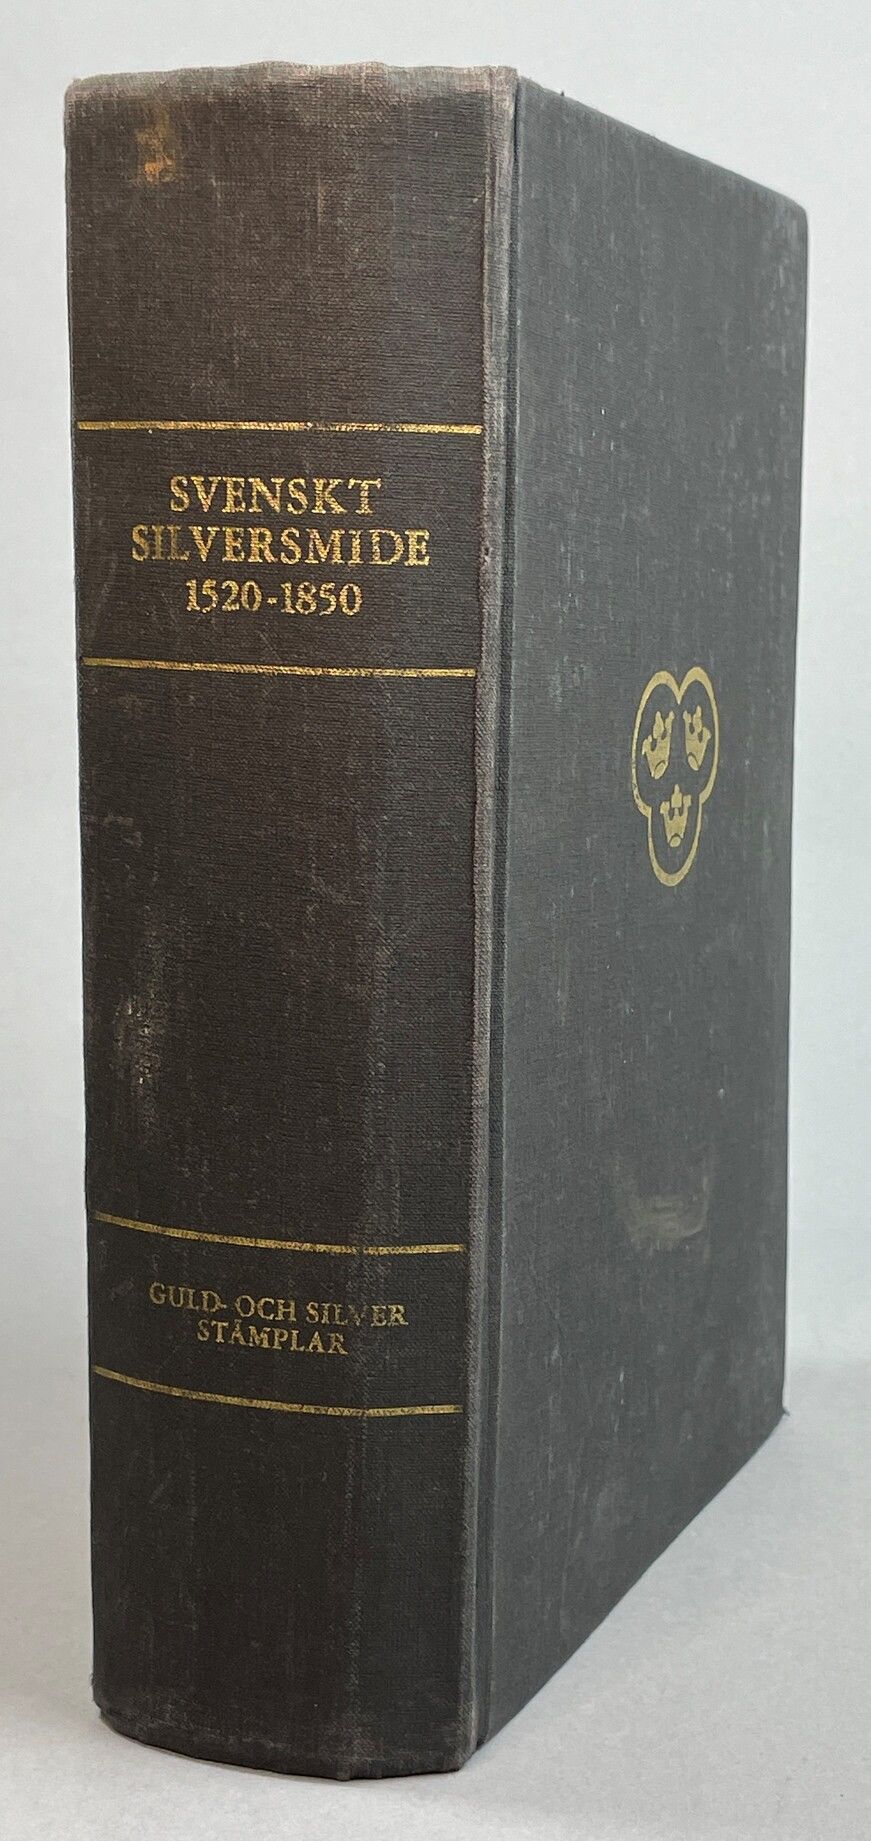 SVENSKT
SILVERSMIDE
1520-1850
GULD- OCH SILVER
STÄMPLAR